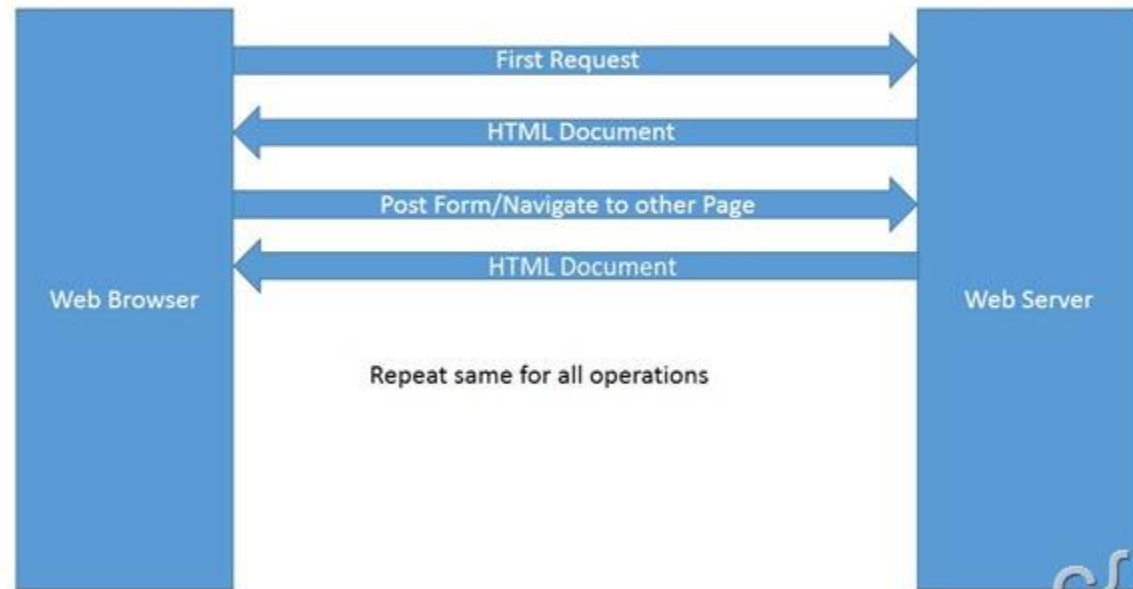 First Request
HTML Document
Post Form/Navigate to other Page
HTML Document
Web Browser
Web Server
Repeat same for all operations